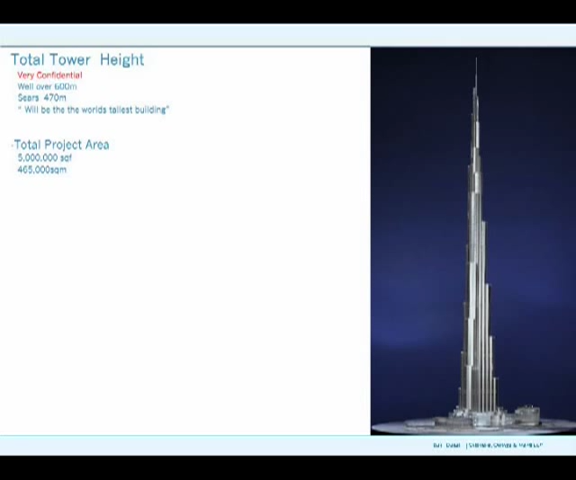 Total Tower Height
Very Confidential
Well over 600m
Sears 470m
" Will be the the worlds tallest building"
Total Project Area
5,000,000 sqf
465,000sqm